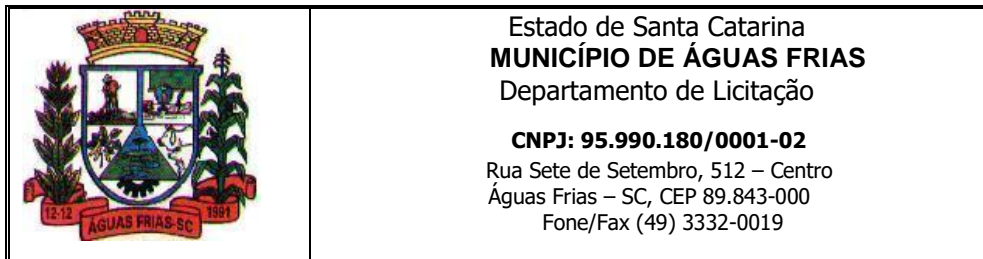 12-12
ÁGUAS FRIAS-SC
1991
Estado de Santa Catarina
MUNICÍPIO DE ÁGUAS FRIAS
Departamento de Licitação
CNPJ: 95.990.180/0001-02
Rua Sete de Setembro, 512 – Centro
Águas Frias – SC, CEP 89.843-000
Fone/Fax (49) 3332-0019